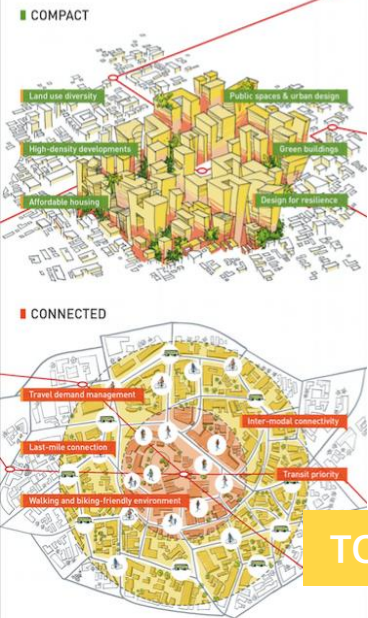 COMPACT
Land use diversity
Public spaces & urban design
High-density developments
Green buildings
Affordable housing
Design for resilience
CONNECTED
Travel demand management
Inter-modal connectivity
Last-mile connection
Transit priority
Walking and biking-friendly environment